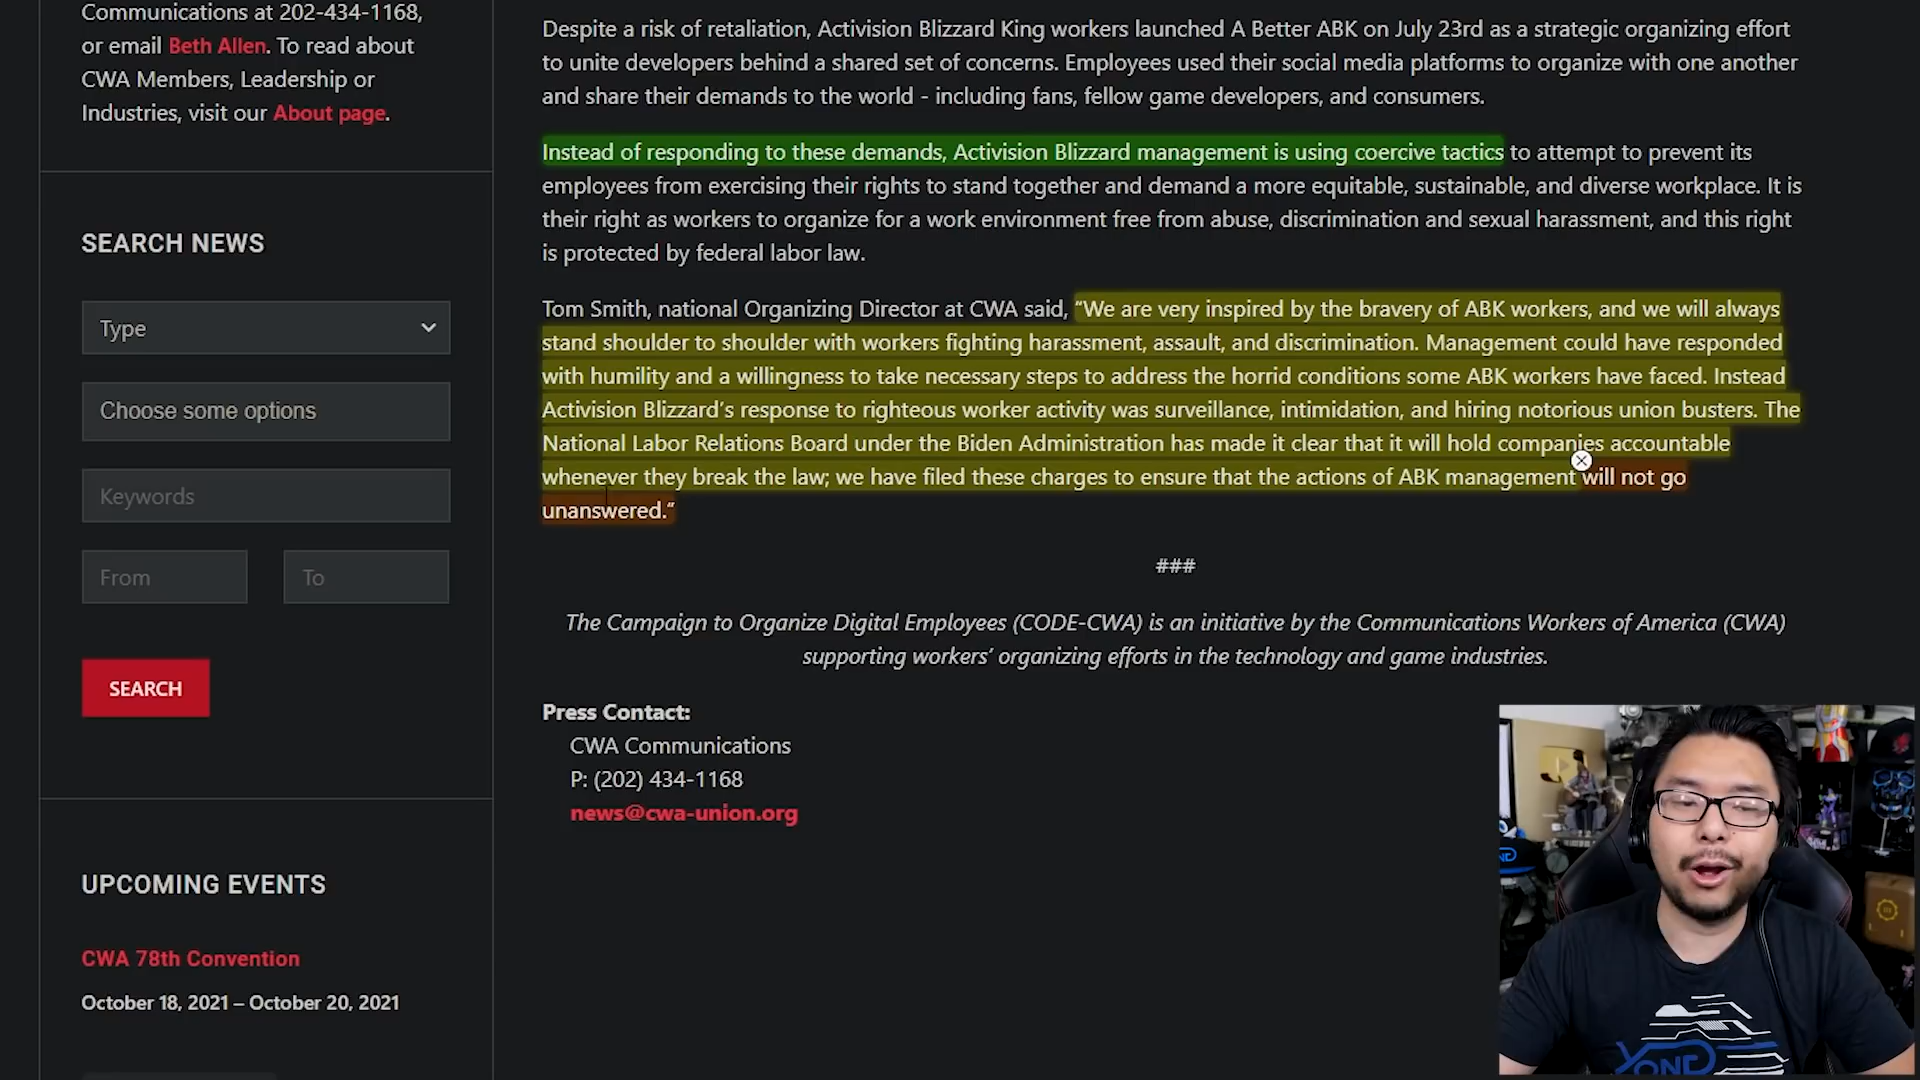 Communications at 202-434-1168,
or email Beth Allen. To read about
CWA Members, Leadership or
Industries, visit our About page.
SEARCH NEWS
Type
Choose some options
Keywords
From
To
SEARCH
UPCOMING EVENTS
CWA 78th Convention
October 18, 2021 – October 20, 2021
Despite a risk of retaliation, Activision Blizzard King workers launched A Better ABK on July 23rd as a strategic organizing effort
to unite developers behind a shared set of concerns. Employees used their social media platforms to organize with one another
and share their demands to the world - including fans, fellow game developers, and consumers.
Instead of responding to these demands, Activision Blizzard management is using coercive tactics to attempt to prevent its
employees from exercising their rights to stand together and demand a more equitable, sustainable, and diverse workplace. It is
their right as workers to organize for a work environment free from abuse, discrimination and sexual harassment, and this right
is protected by federal labor law.
Tom Smith, national Organizing Director at CWA said, “We are very inspired by the bravery of ABK workers, and we will always
stand shoulder to shoulder with workers fighting harassment, assault, and discrimination. Management could have responded
with humility and a willingness to take necessary steps to address the horrid conditions some ABK workers have faced. Instead
Activision Blizzard’s response to righteous worker activity was surveillance, intimidation, and hiring notorious union busters. The
National Labor Relations Board under the Biden Administration has made it clear that it will hold companies accountable
whenever they break the law; we have filed these charges to ensure that the actions of ABK management will not go
unanswered.“
###
The Campaign to Organize Digital Employees (CODE-CWA) is an initiative by the Communications Workers of America (CWA)
supporting workers’ organizing efforts in the technology and game industries.
Press Contact:
CWA Communications
P: (202) 434-1168
news@cwa-union.org
YONG